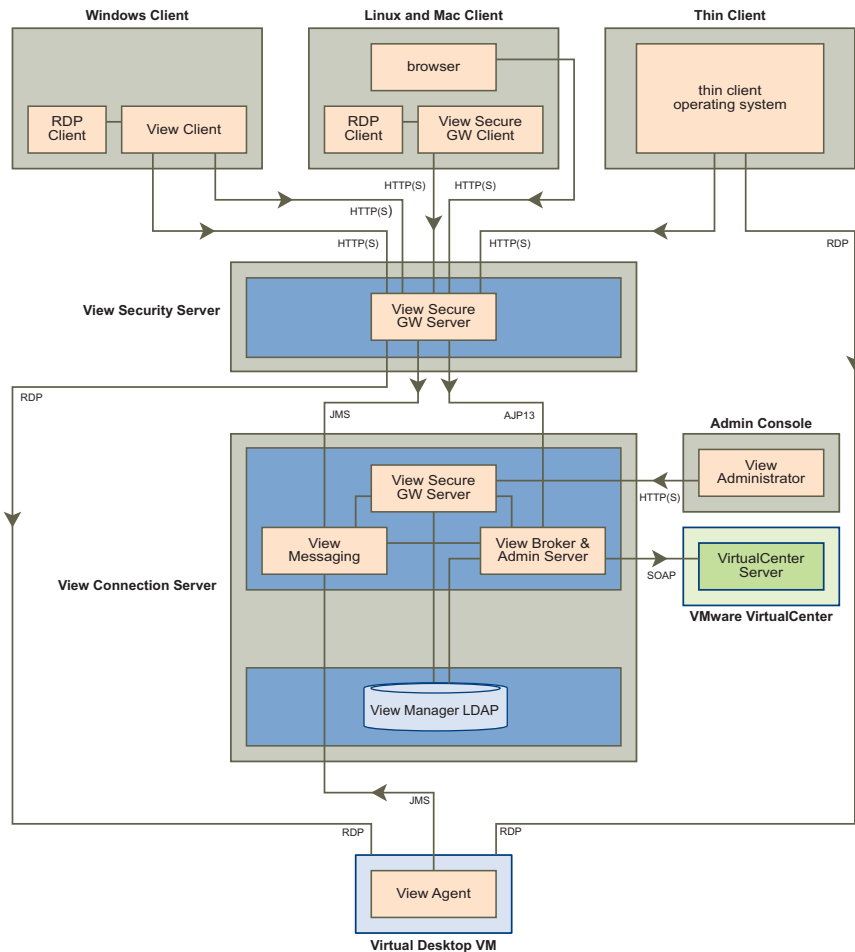 Windows Client
Linux and Mac Client
Thin Client
browser
thin client
operating system
RDP
Client
View Client
RDP
Client
View Secure
GW Client
HTTP(S)
HTTP(S)
HTTP(S)
HTTP(S)
HTTP(S)
RDP
View Security Server
View Secure
GW Server
RDP
JMS
AJP13
Admin Console
View
Administrator
HTTP(S)
View Secure
GW Server
View
Messaging
View Broker &
Admin Server
SOAP
VirtualCenter
Server
VMware VirtualCenter
View Connection Server
View Manager LDAP
JMS
RDP
RDP
View Agent
Virtual Desktop VM